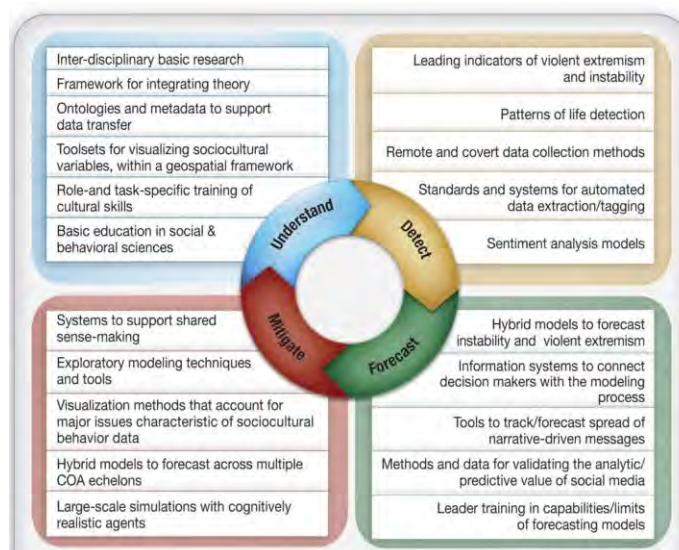 Inter-disciplinary basic research
Framework for integrating theory
Ontologies and metadata to support
data transfer
Toolsets for visualizing sociocultural
variables, within a geospatial framework
Role-and task-specific training of
cultural skills
Basic education in social &
behavioral sciences
Leading indicators of violent extremism
and instability
Patterns of life detection
Remote and covert data collection methods
Standards and systems for automated
data extraction/tagging
Sentiment analysis models
Understand
Detect
Mitigate
Forecast
Systems to support shared
sense-making
Exploratory modeling techniques
and tools
Visualization methods that account for
major issues characteristic of sociocultural
behavior data
Hybrid models to forecast across multiple
COA echelons
Large-scale simulations with cognitively
realistic agents
Hybrid models to forecast
instability and violent extremism
Information systems to connect
decision makers with the modeling
process
Tools to track/forecast spread of
narrative-driven messages
Methods and data for validating the analytic/
predictive value of social media
Leader training in capabilities/limits
of forecasting models